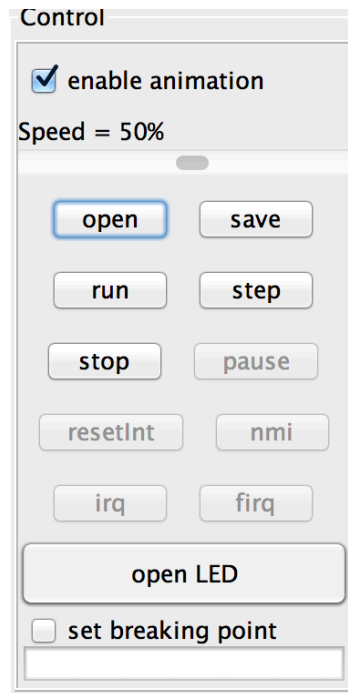 Control
enable animation
Speed = 50%
open save
run step
stop pause
resetInt nmi
irq firq
open LED
set breaking point